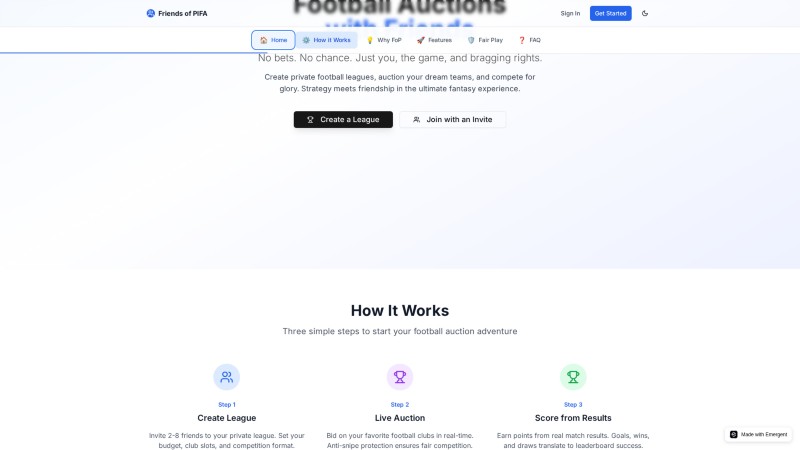 Friends of PIFA
Sign In
Get Started
Football Auctions
with Friends
Home
How it Works
Why FoP
Features
Fair Play
FAQ
No bets. No chance. Just you, the game, and bragging rights.
Create private football leagues, auction your dream teams, and compete for
glory. Strategy meets friendship in the ultimate fantasy experience.
Create a League
Join with an Invite
How It Works
Three simple steps to start your football auction adventure
Step 1
Create League
Invite 2-8 friends to your private league. Set your
budget, club slots, and competition format.
Step 2
Live Auction
Bid on your favorite football clubs in real-time.
Anti-snipe protection ensures fair competition.
Step 3
Score from Results
Earn points from real match results. Goals, wins,
and draws translate to leaderboard success.
Made with Emergent